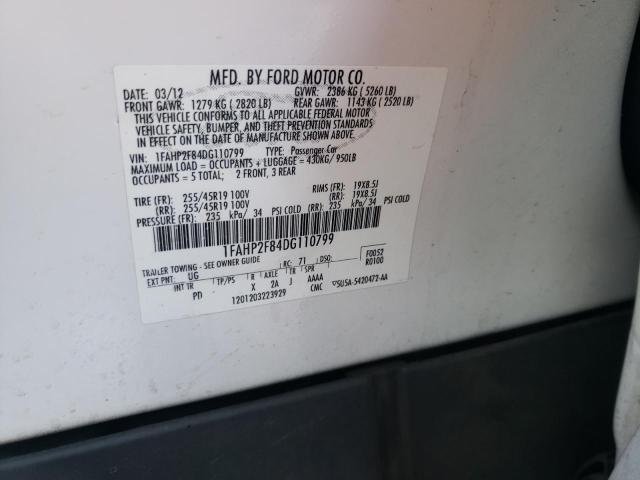 MFD. BY FORD MOTOR CO.
DATE: 03/12 GVWR: 2386 KG ( 5260 LB)
FRONT GAWR: 1279 KG ( 2820 LB) REAR GAWR: 1143 KG ( 2520 LB)
THIS VEHICLE CONFORMS TO ALL APPLICABLE FEDERAL MOTOR
VEHICLE SAFETY, BUMPER, AND THEFT PREVENTION STANDARDS
IN EFFECT ON THE DATE OF MANUFACTURE SHOWN ABOVE.
VIN: 1FAHP2F84DG110799 TYPE: Passenger Car
MAXIMUM LOAD = OCCUPANTS + LUGGAGE = 430KG/ 950LB
OCCUPANTS = 5 TOTAL; 2 FRONT, 3 REAR
TIRE (FR): 255/45R19 100V RIMS (FR): 19X8.5J
(RR): 255/45R19 100V (RR): 19X8.5J
PRESSURE (FR): 235 kPa/ 34 PSI COLD (RR): 235 kPa/ 34 PSI COLD
1FAHP2F84DG110799
TRAILER TOWING - SEE OWNER GUIDE RC: 71 DSO: F0052
EXT PNT: UG R0100
INT TR TP/PS R AXLE TR SPR
PD X 2A J AAAA
1201203223929 CMC